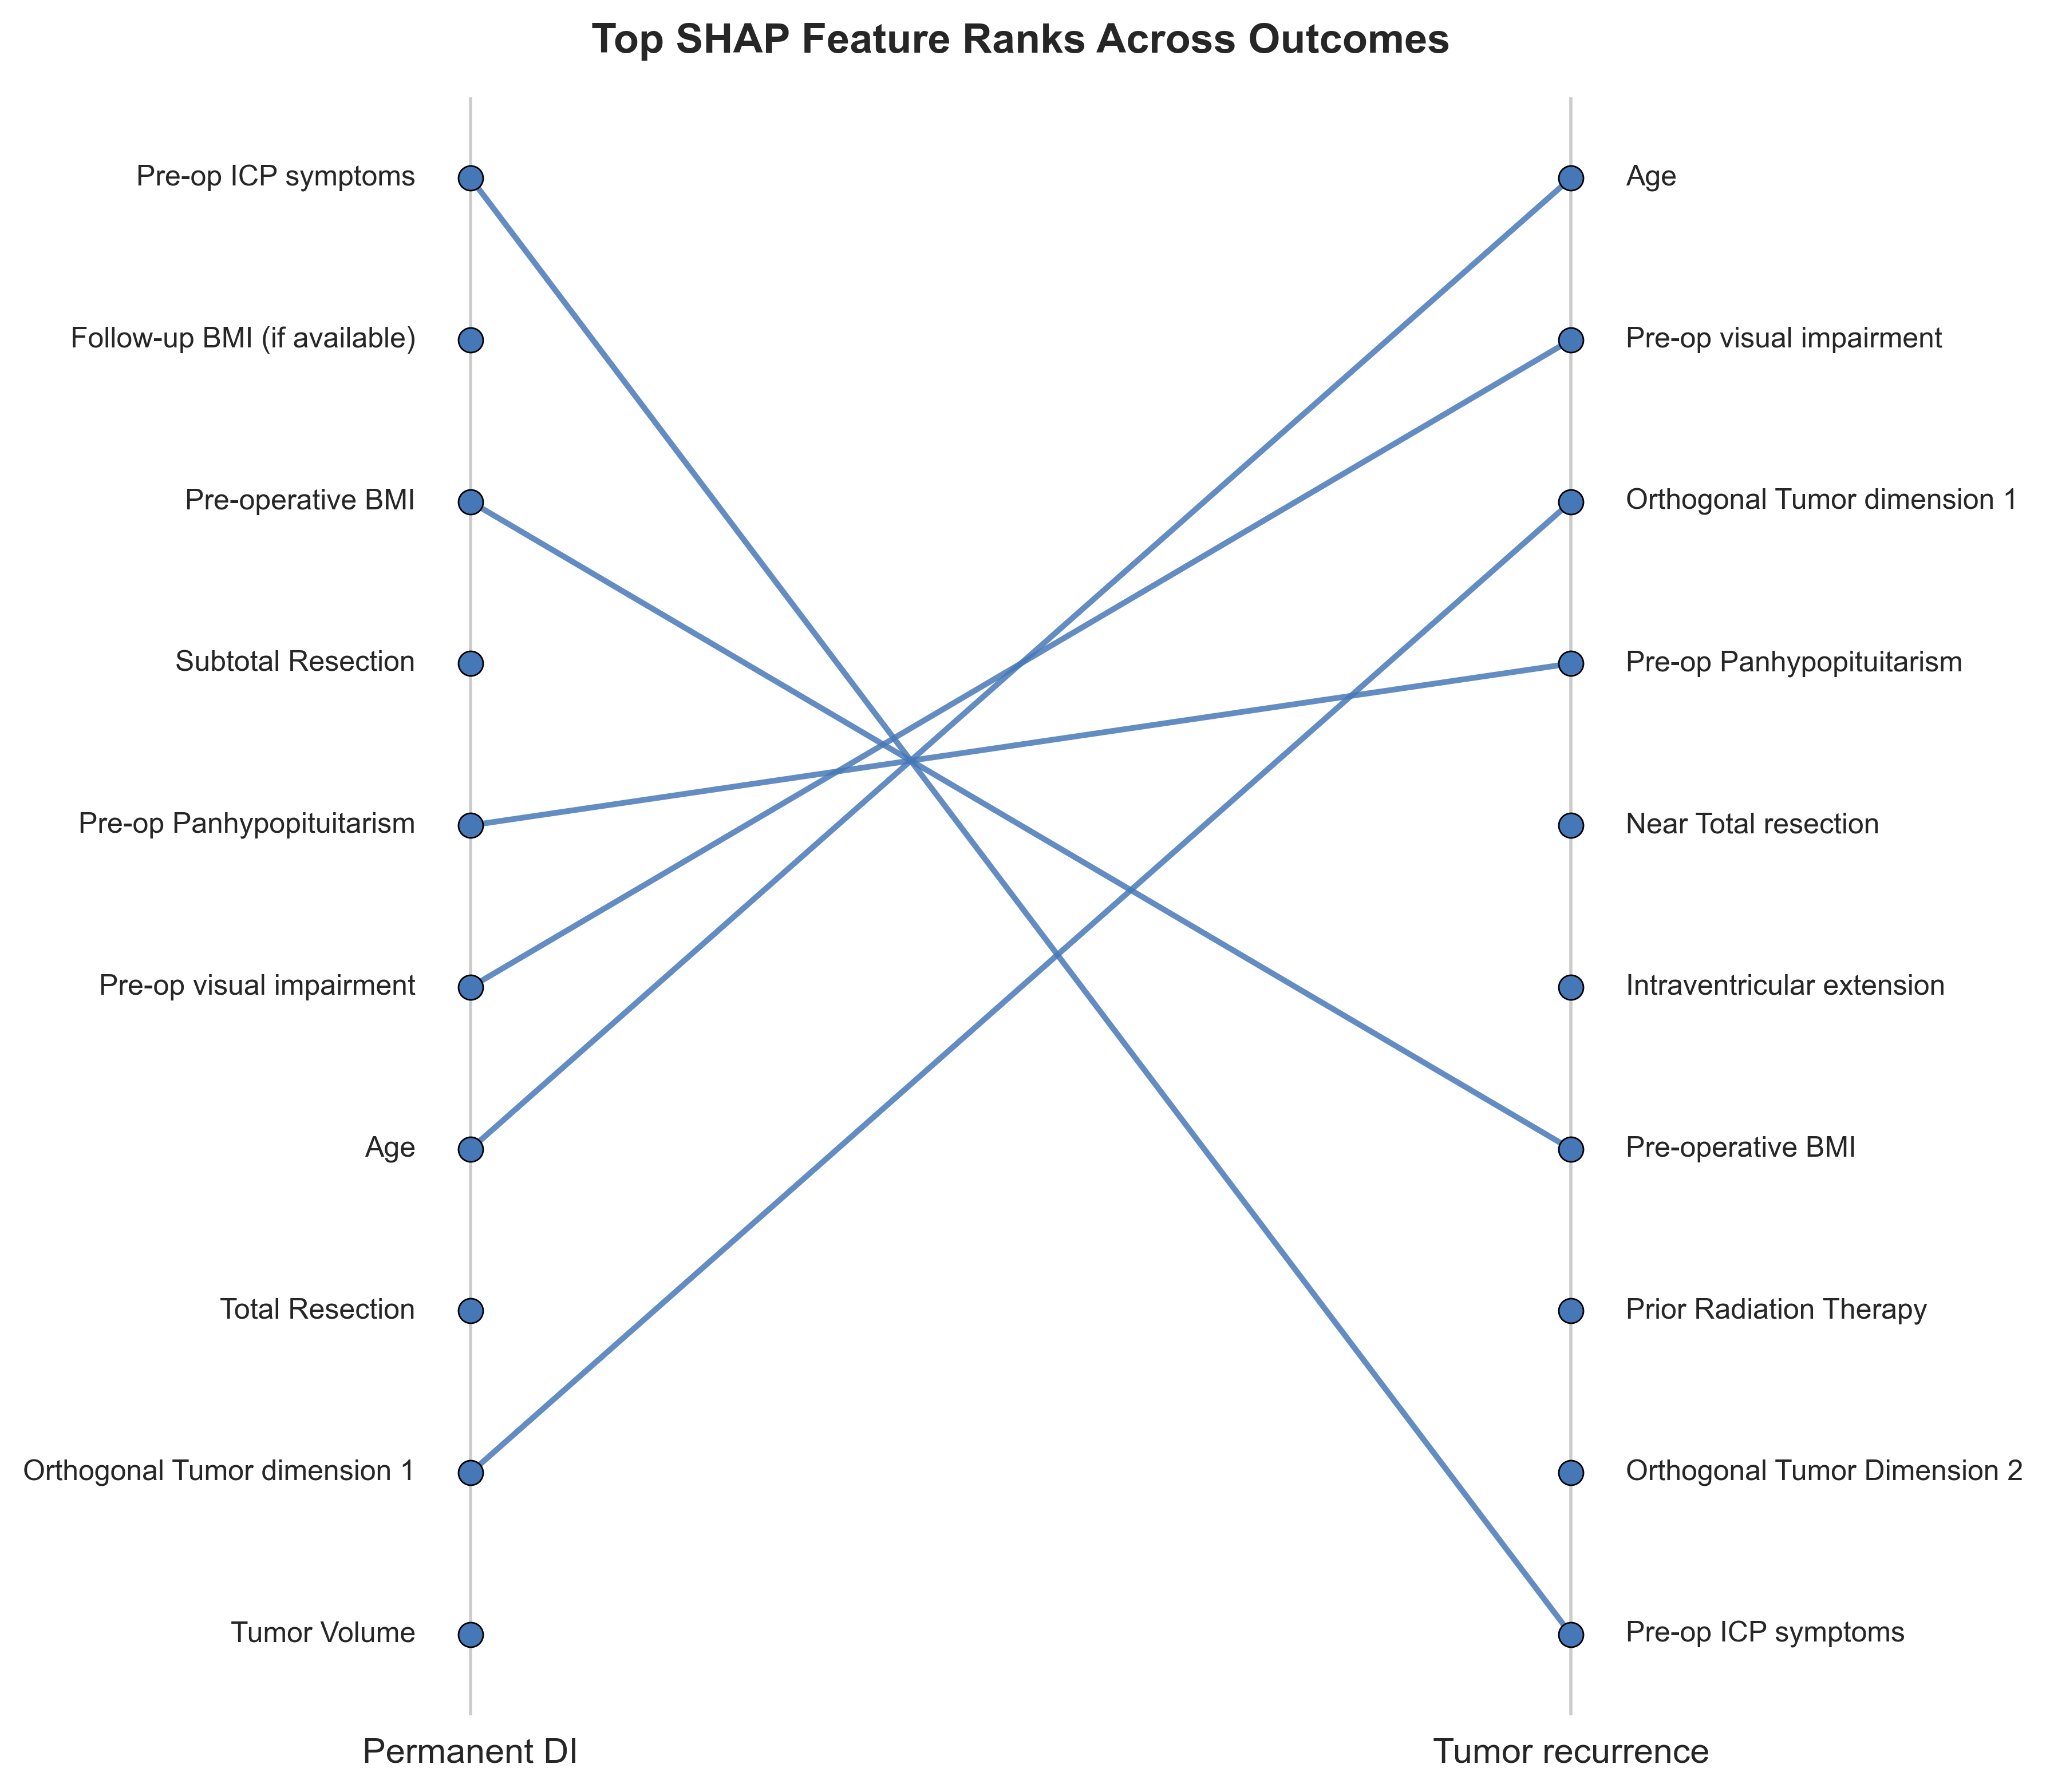 Top SHAP Feature Ranks Across Outcomes
Pre-op ICP symptoms
Follow-up BMI (if available)
Pre-operative BMI
Subtotal Resection
Pre-op Panhypopituitarism
Pre-op visual impairment
Age
Total Resection
Orthogonal Tumor dimension 1
Tumor Volume
Age
Pre-op visual impairment
Orthogonal Tumor dimension 1
Pre-op Panhypopituitarism
Near Total resection
Intraventricular extension
Pre-operative BMI
Prior Radiation Therapy
Orthogonal Tumor Dimension 2
Pre-op ICP symptoms
Permanent DI
Tumor recurrence